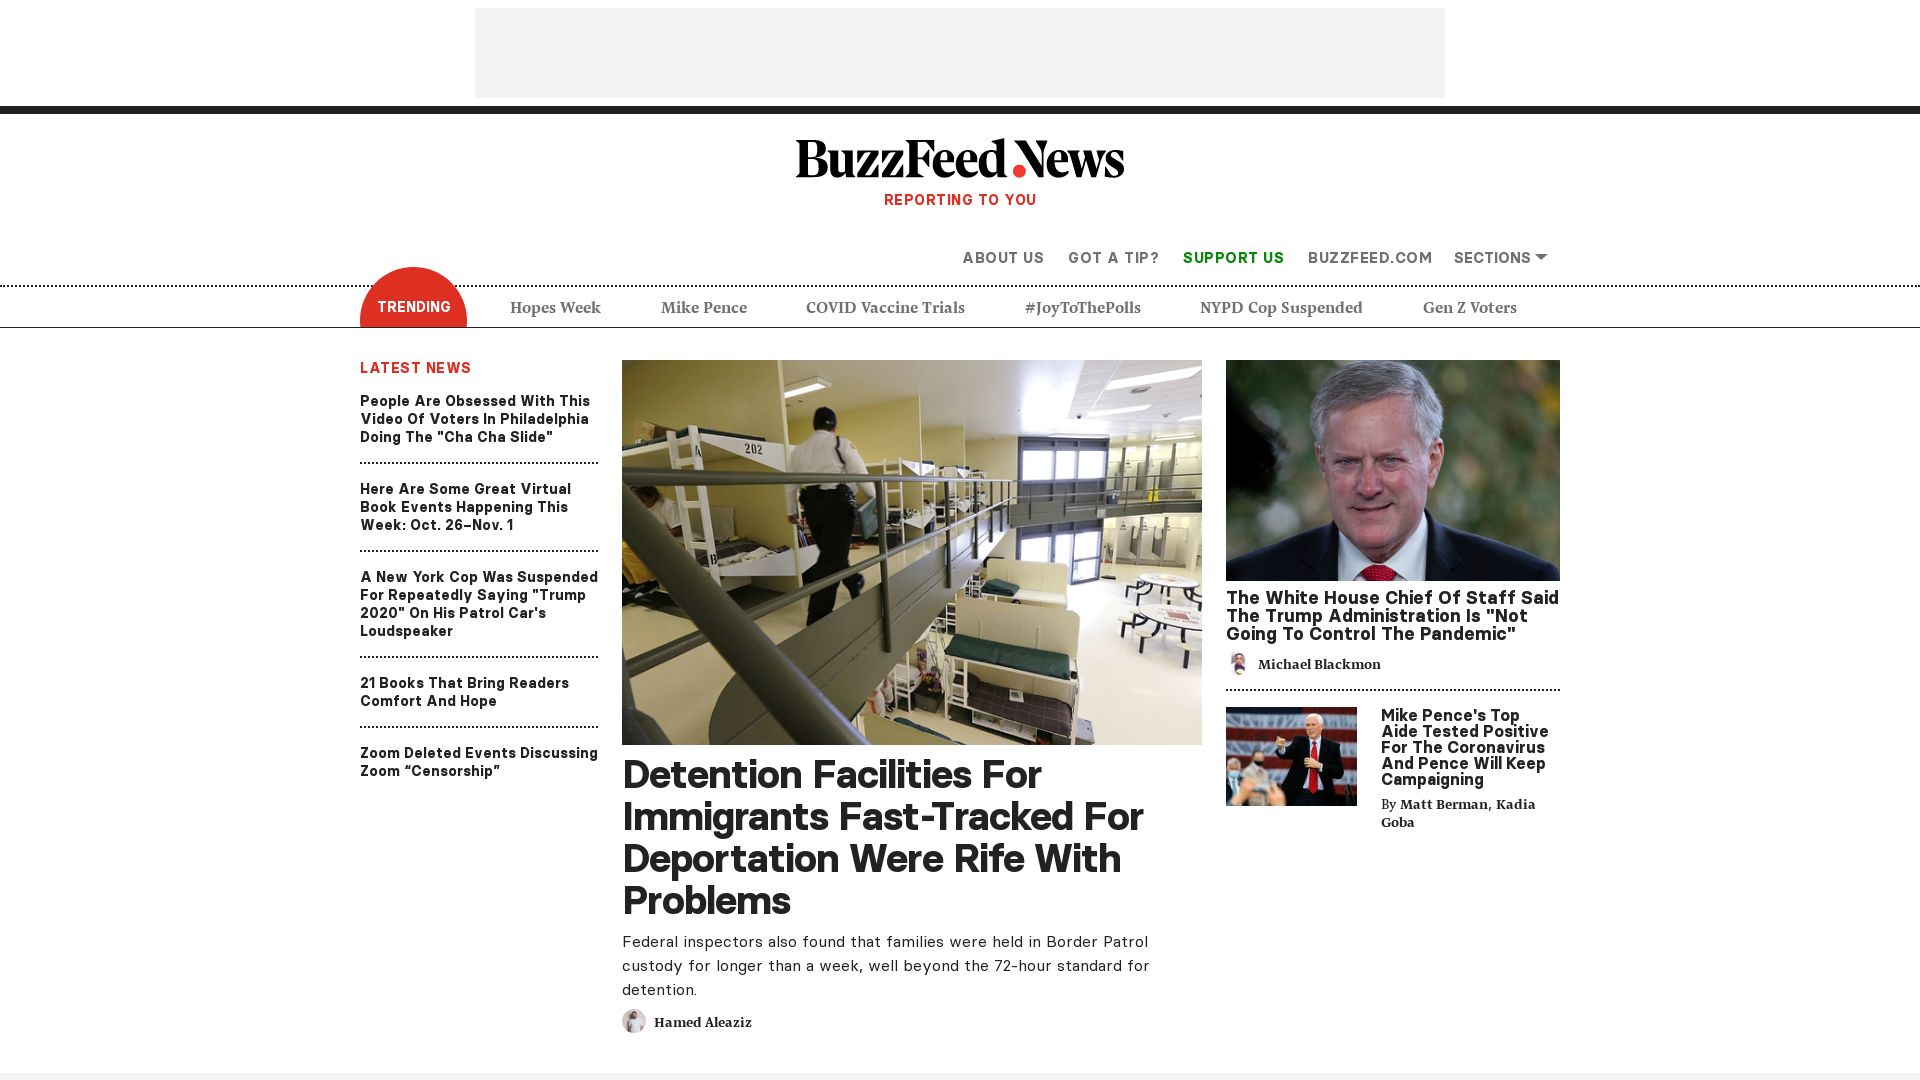 BuzzFeed News
REPORTING TO YOU
ABOUT US
GOT A TIP?
SUPPORT US
BUZZFEED.COM
SECTIONS
TRENDING
Hopes Week
Mike Pence
COVID Vaccine Trials
#JoyToThePolls
NYPD Cop Suspended
Gen Z Voters
LATEST NEWS
People Are Obsessed With This
Video Of Voters In Philadelphia
Doing The "Cha Cha Slide"
Here Are Some Great Virtual
Book Events Happening This
Week: Oct. 26–Nov. 1
A New York Cop Was Suspended
For Repeatedly Saying "Trump
2020" On His Patrol Car's
Loudspeaker
21 Books That Bring Readers
Comfort And Hope
Zoom Deleted Events Discussing
Zoom “Censorship”
A
202
B
Detention Facilities For
Immigrants Fast-Tracked For
Deportation Were Rife With
Problems
Federal inspectors also found that families were held in Border Patrol
custody for longer than a week, well beyond the 72-hour standard for
detention.
Hamed Aleaziz
The White House Chief Of Staff Said
The Trump Administration Is "Not
Going To Control The Pandemic"
Michael Blackmon
Mike Pence's Top
Aide Tested Positive
For The Coronavirus
And Pence Will Keep
Campaigning
By Matt Berman, Kadia
Goba